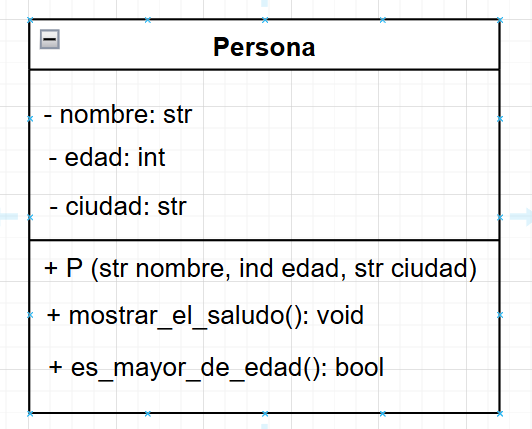 Persona
- nombre: str
- edad: int
- ciudad: str
+ P (str nombre, ind edad, str ciudad)
+ mostrar_el_saludo(): void
+ es_mayor_de_edad(): bool